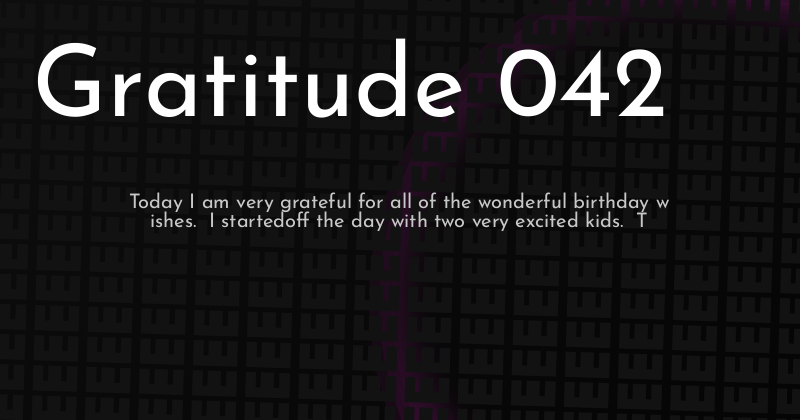 Gratitude 042
Today I am very grateful for all of the wonderful birthday w
ishes.  I startedoff the day with two very excited kids.  T